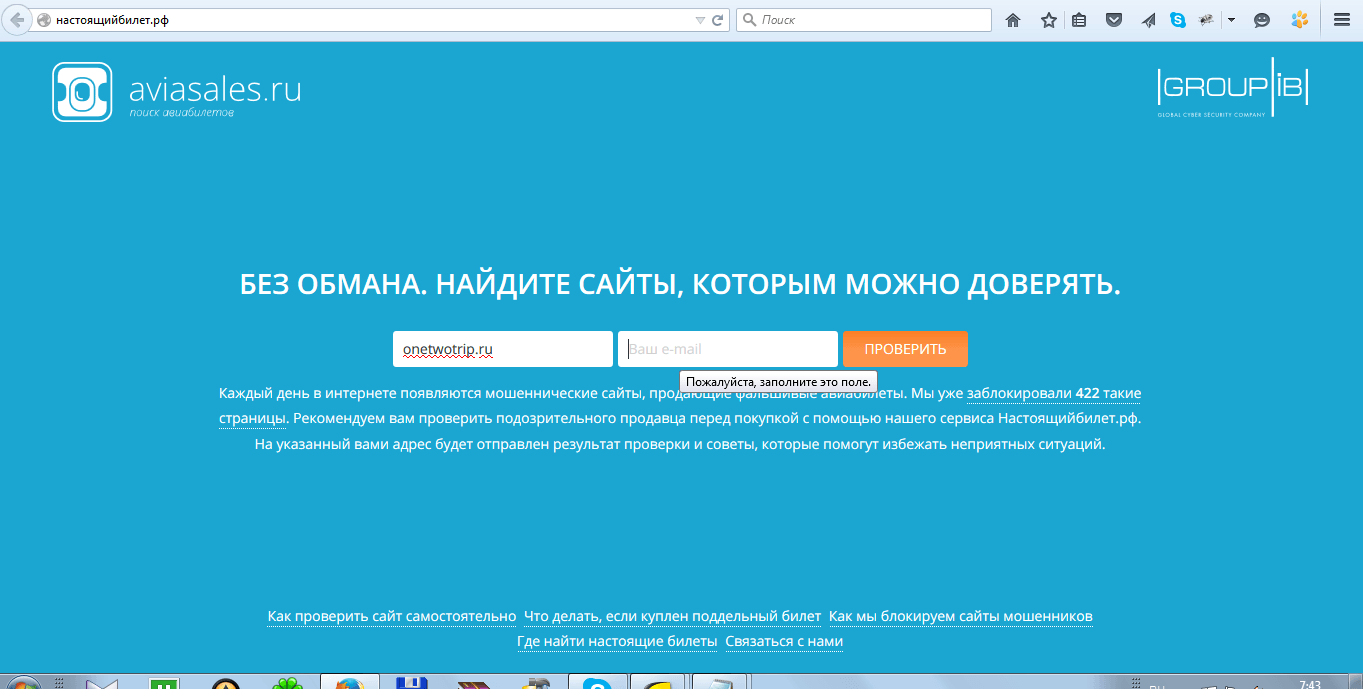 настоящийбилет.рф
Поиск
aviasales.ru
поиск авиабилетов
GROUP IB
GLOBAL CYBER SECURITY COMPANY
БЕЗ ОБМАНА. НАЙДИТЕ САЙТЫ, КОТОРЫМ МОЖНО ДОВЕРЯТЬ.
onetwotrip.ru
Ваш e-mail
ПРОВЕРИТЬ
Пожалуйста, заполните это поле.
Каждый день в интернете появляются мошеннические сайты, продающие фальшивые авиабилеты. Мы уже заблокировали 422 такие
страницы. Рекомендуем вам проверить подозрительного продавца перед покупкой с помощью нашего сервиса Настоящийбилет.рф.
На указанный вами адрес будет отправлен результат проверки и советы, которые помогут избежать неприятных ситуаций.
Как проверить сайт самостоятельно Что делать, если куплен поддельный билет Как мы блокируем сайты мошенников
Где найти настоящие билеты Связаться с нами
7:43